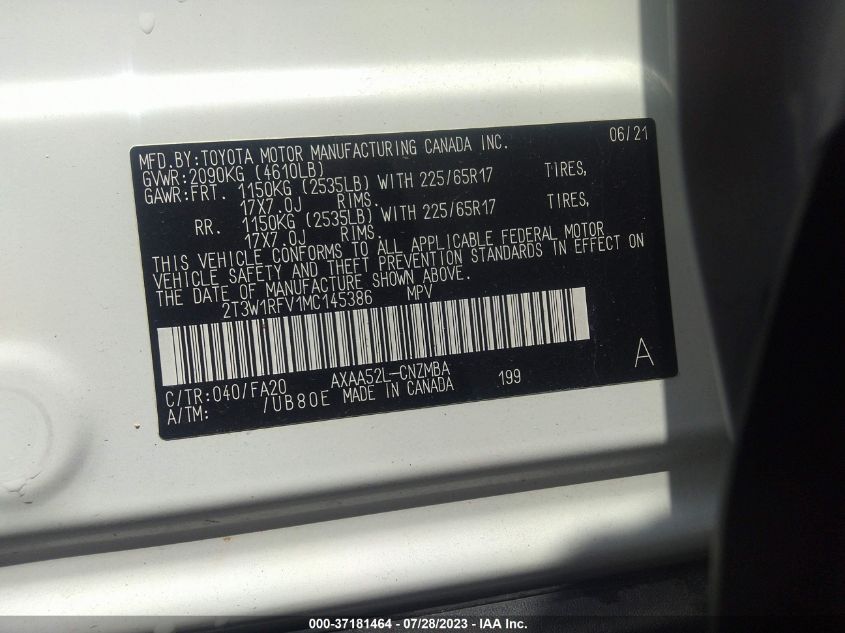 MFD.BY:TOYOTA MOTOR MANUFACTURING CANADA INC. 06/21
GVWR:2090KG (4610LB)
GAWR:FRT. 1150KG (2535LB) WITH 225/65R17 TIRES,
17X7.0J RIMS.
RR. 1150KG (2535LB) WITH 225/65R17 TIRES,
17X7.0J RIMS.
THIS VEHICLE CONFORMS TO ALL APPLICABLE FEDERAL MOTOR
VEHICLE SAFETY AND THEFT PREVENTION STANDARDS IN EFFECT ON
THE DATE OF MANUFACTURE SHOWN ABOVE.
2T3W1RFV1MC145386 MPV
C/TR:040/FA20 AXAA52L-CNZMBA 199 A
A/TM: /UB80E MADE IN CANADA
000-37181464 / 07/28/2023 - IAA Inc.